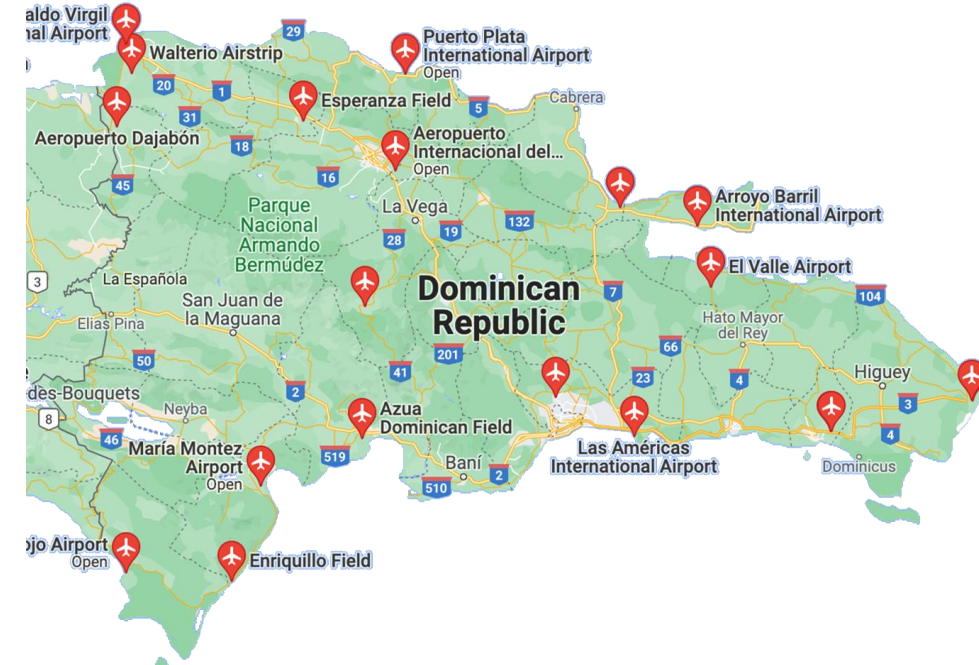 aldo Virgil
nal Airport
Walterio Airstrip
29
Puerto Plata
International Airport
Open
20
1
31
Esperanza Field
5
Cabrera
Aeropuerto Dajabón
18
Aeropuerto
Internacional del...
Open
16
45
Parque
Nacional
Armando
Bermúdez
La Vega
28
19
132
Arroyo Barril
International Airport
El Valle Airport
3
La Española
San Juan de
la Maguana
Elías Pina
Dominican
Republic
7
104
Hato Mayor
del Rey
66
50
201
41
2
23
4
Higuey
3
des-Bouquets
8
Neyba
46
Azua
Dominican Field
María Montez
Airport
Open
519
Baní
2
510
Las Américas
International Airport
4
Dominicus
ojo Airport
Open
Enriquillo Field